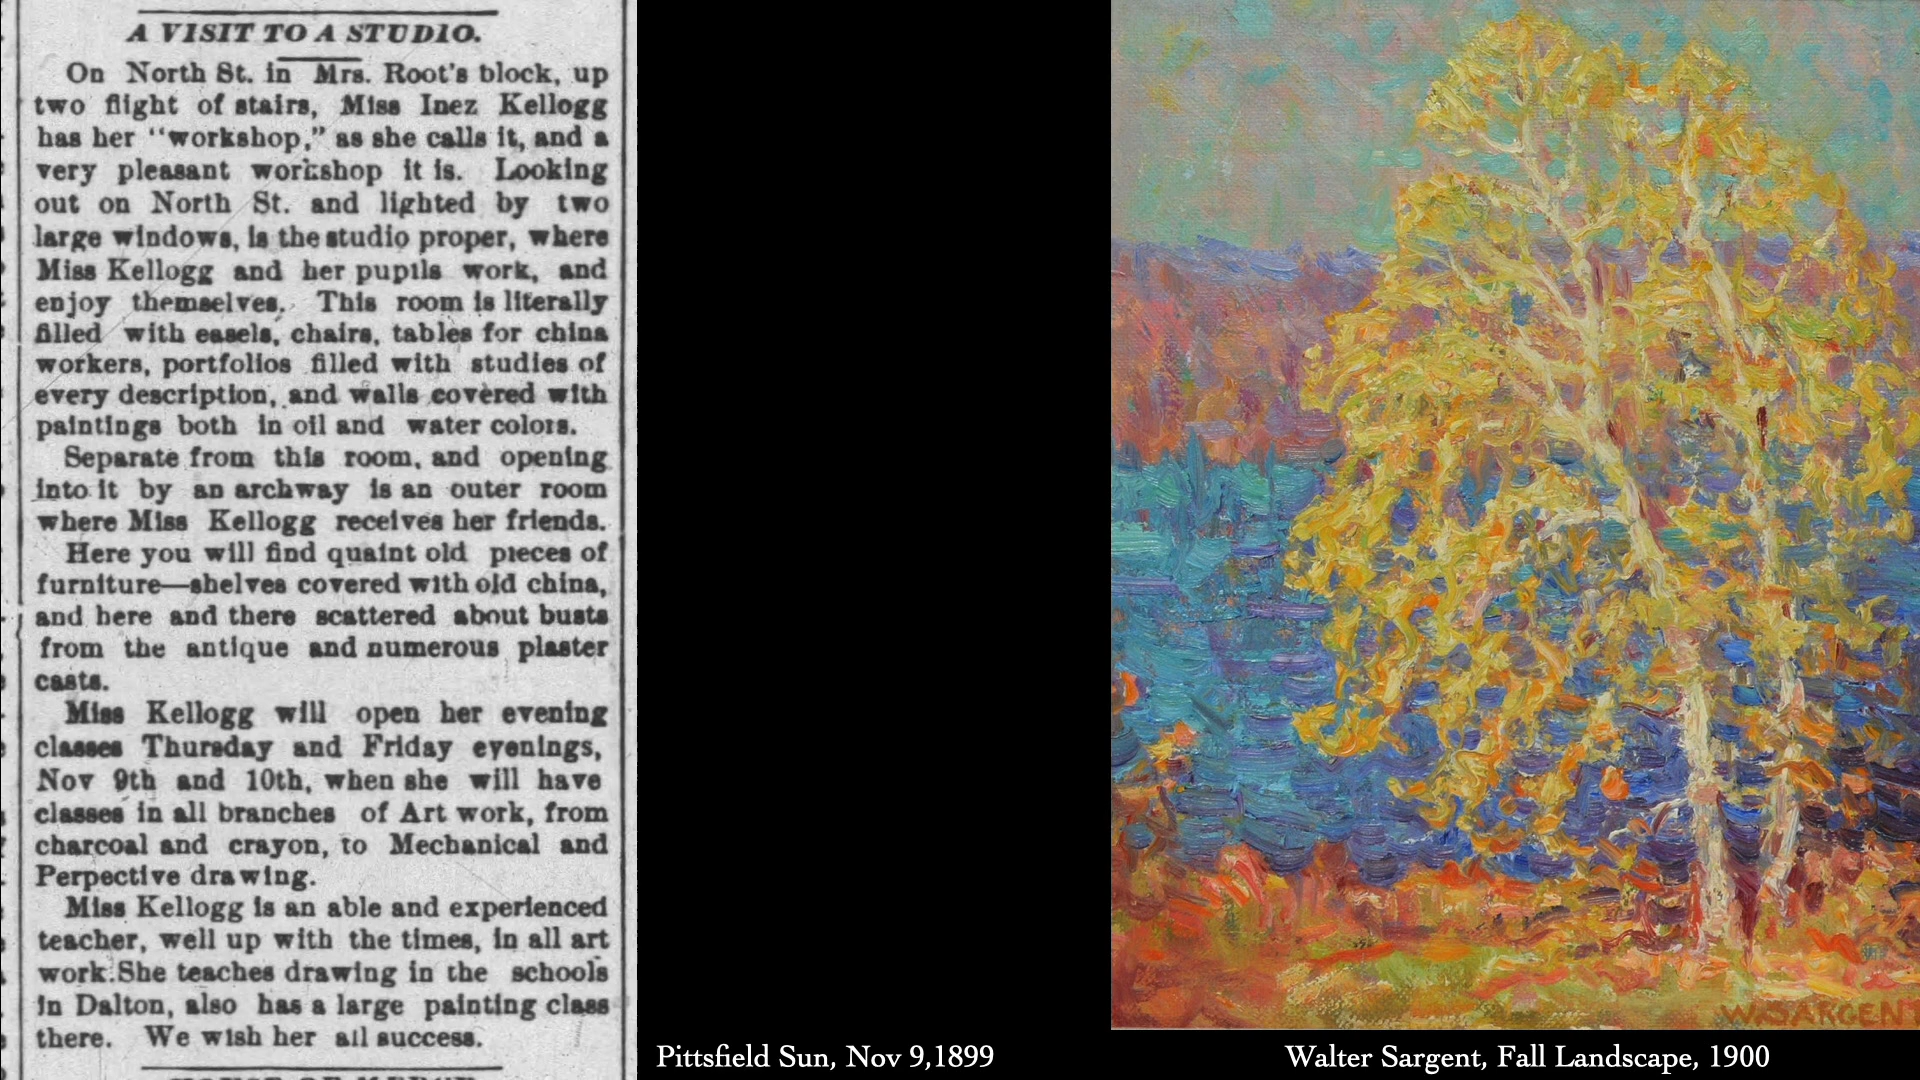 A VISIT TO A STUDIO.
On North St. in Mrs. Root's block, up
two flight of stairs, Miss Inez Kellogg
has her "workshop," as she calls it, and a
very pleasant workshop it is. Looking
out on North St. and lighted by two
large windows, is the studio proper, where
Miss Kellogg and her pupils work, and
enjoy themselves. This room is literally
filled with easels, chairs, tables for china
workers, portfolios filled with studies of
every description, and walls covered with
paintings both in oil and water colors.
Separate from this room, and opening
into it by an archway is an outer room
where Miss Kellogg receives her friends.
Here you will find quaint old pieces of
furniture—shelves covered with old china,
and here and there scattered about busts
from the antique and numerous plaster
casts.
Miss Kellogg will open her evening
classes Thursday and Friday evenings,
Nov 9th and 10th, when she will have
classes in all branches of Art work, from
charcoal and crayon, to Mechanical and
Perpective drawing.
Miss Kellogg is an able and experienced
teacher, well up with the times, in all art
work. She teaches drawing in the schools
in Dalton, also has a large painting class
there. We wish her all success.
Pittsfield Sun, Nov 9,1899
W. SARGENT
Walter Sargent, Fall Landscape, 1900